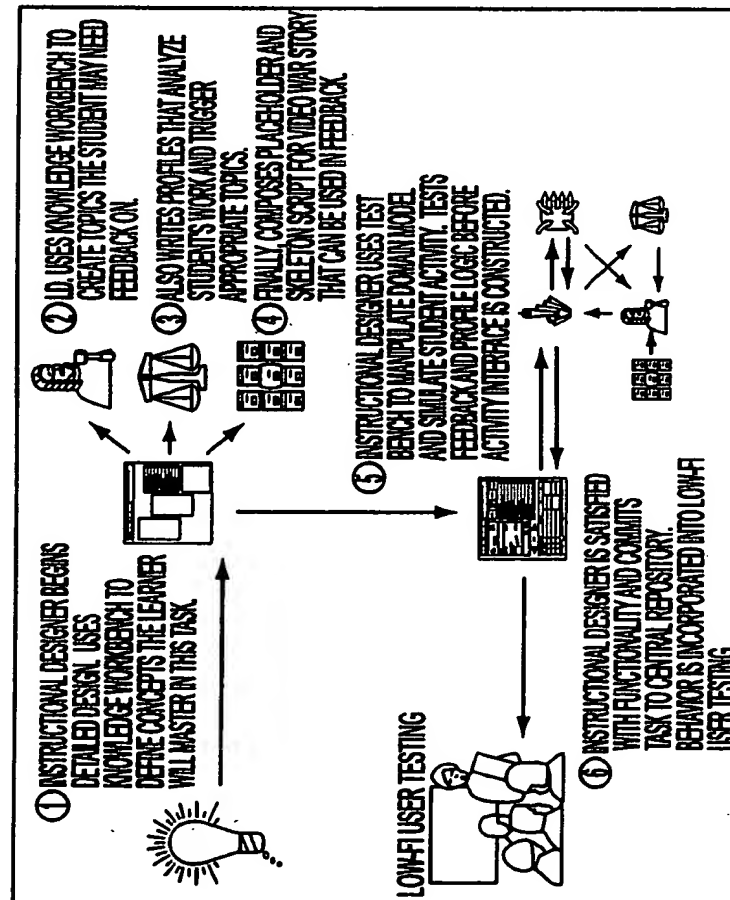 ① INSTRUCTIONAL DESIGNER BEGINS
DETAILED DESIGN. USES
KNOWLEDGE WORKBENCH TO
DEFINE CONCEPTS THE LEARNER
WILL MASTER IN THIS TASK.
② I.D. USES KNOWLEDGE WORKBENCH TO
CREATE TOPICS THE STUDENT MAY NEED
FEEDBACK ON.
③ ALSO WRITES PROFILES THAT ANALYZE
STUDENTS WORK AND TRIGGER
APPROPRIATE TOPICS.
④ FINALLY, COMPOSES PLACEHOLDER AND
SKELETON SCRIPT FOR VIDEO WAR STORY
THAT CAN BE USED IN FEEDBACK.
⑤ INSTRUCTIONAL DESIGNER USES TEST
BENCH TO MANIPULATE DOMAIN MODEL
AND SIMULATE STUDENT ACTIVITY. TESTS
FEEDBACK AND PROFILE LOGIC BEFORE
ACTIVITY INTERFACE IS CONSTRUCTED.
LOW-FI USER TESTING
⑥ INSTRUCTIONAL DESIGNER IS SATISFIED
WITH FUNCTIONALITY AND COMMITS
TASK TO CENTRAL REPOSITORY.
BEHAVIOR IS INCORPORATED INTO LOW-FI
USER TESTING